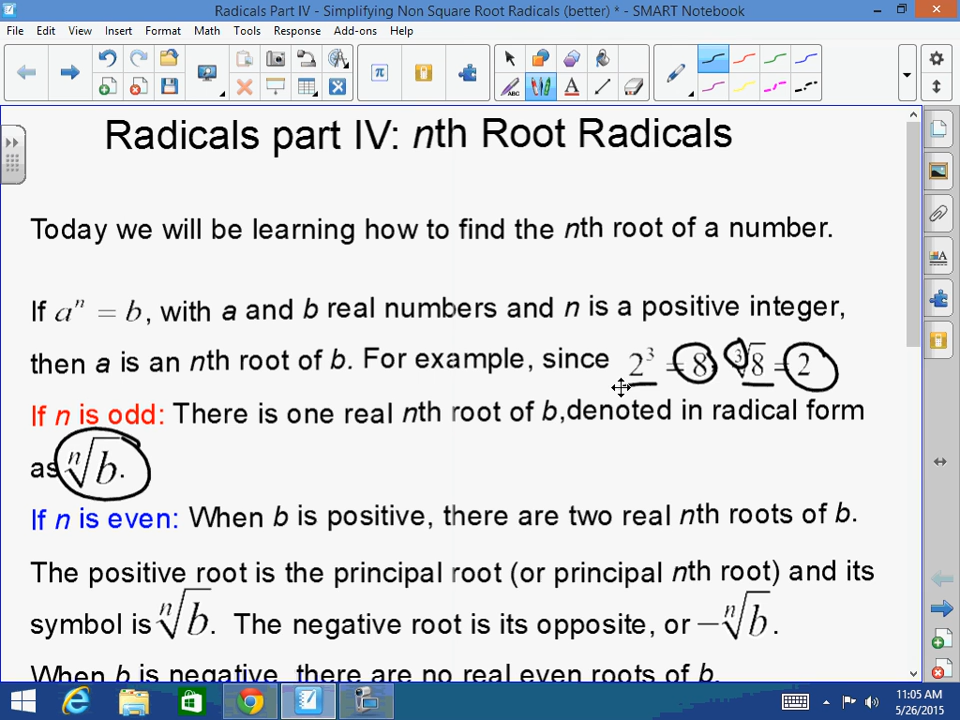 Radicals Part IV - Simplifying Non Square Root Radicals (better) * - SMART Notebook
File Edit View Insert Format Math Tools Response Add-ons Help
Radicals part IV: nth Root Radicals
Today we will be learning how to find the nth root of a number.
If aⁿ = b, with a and b real numbers and n is a positive integer,
then a is an nth root of b. For example, since 2³ = 8, ³√8 = 2
If n is odd: There is one real nth root of b,denoted in radical form
as ⁿ√b.
If n is even: When b is positive, there are two real nth roots of b.
The positive root is the principal root (or principal nth root) and its
symbol is ⁿ√b. The negative root is its opposite, or −ⁿ√b.
When b is negative, there are no real even roots of b.
11:05 AM
5/26/2015